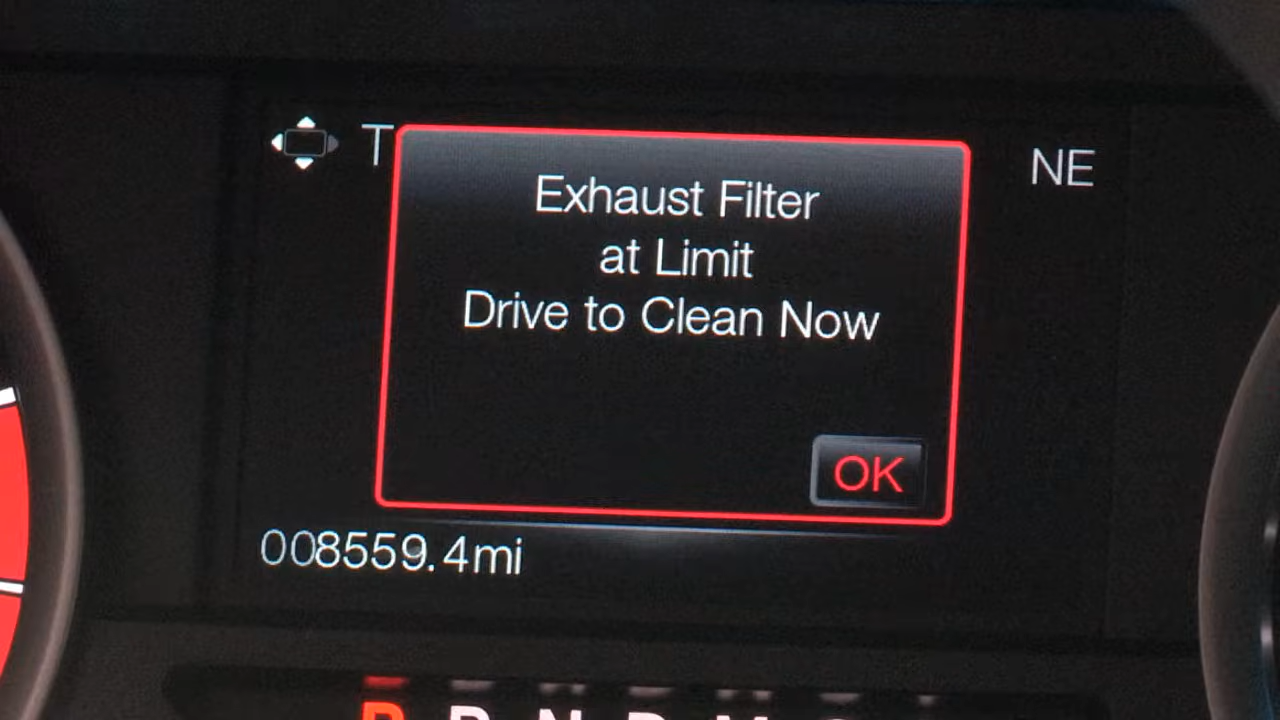 T
NE
Exhaust Filter
at Limit
Drive to Clean Now
OK
008559.4mi